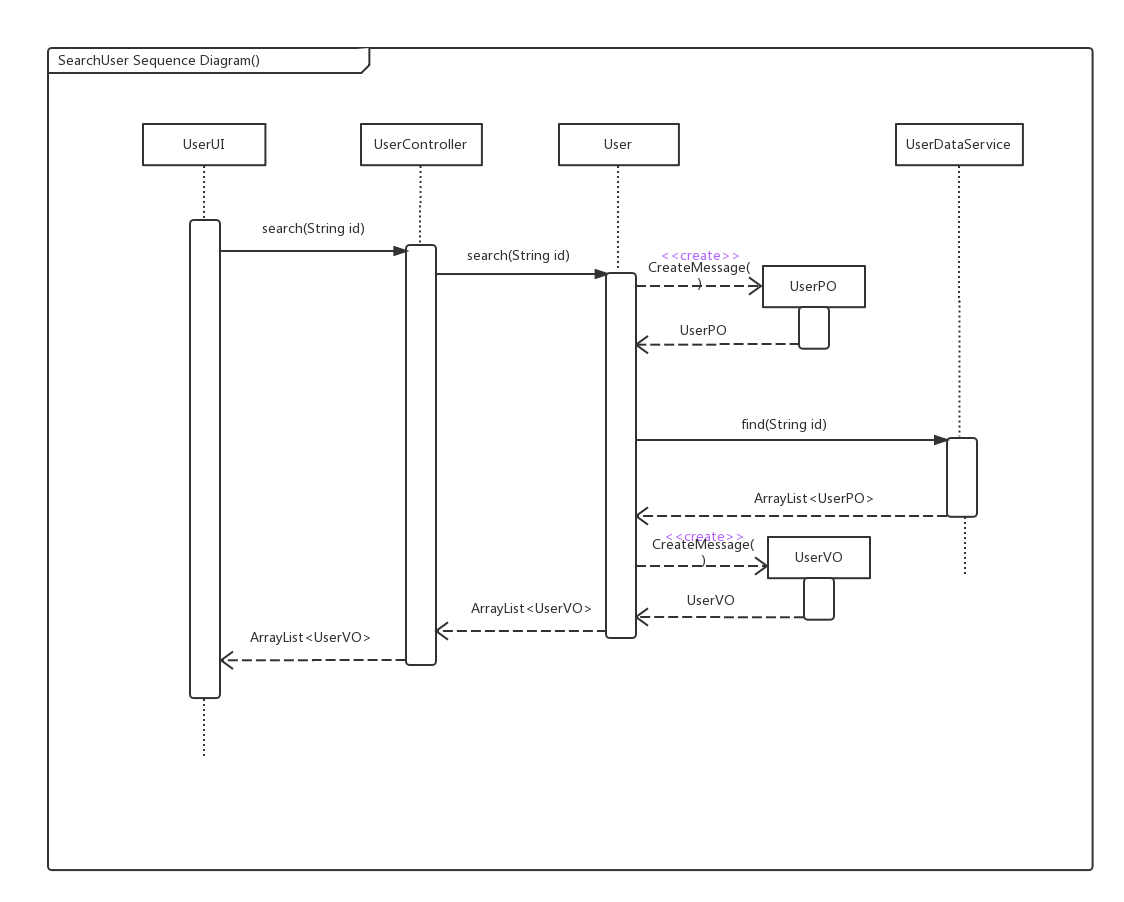 SearchUser Sequence Diagram()
UserUI
UserController
User
UserDataService
search(String id)
search(String id)
<<create>>
CreateMessage(
)
UserPO
UserPO
find(String id)
ArrayList<UserPO>
<<create>>
CreateMessage(
)
UserVO
UserVO
ArrayList<UserVO>
ArrayList<UserVO>